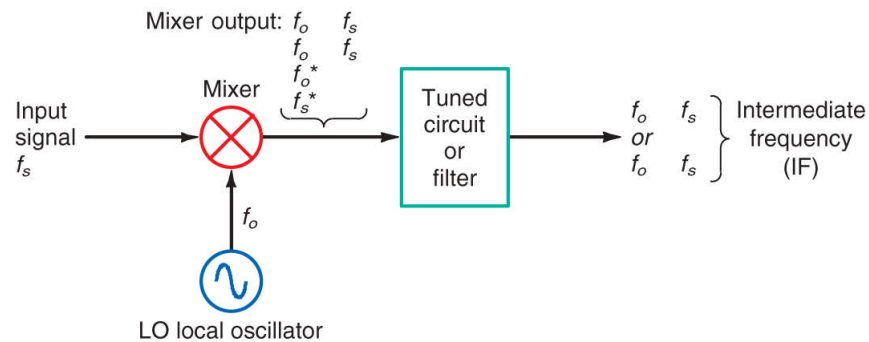 Mixer output: fₒ fₛ
fₒ fₛ
fₒ*
fₛ*
Mixer
Input
signal
fₛ
Tuned
circuit
or
filter
fₒ fₛ
or
fₒ fₛ
Intermediate
frequency
(IF)
fₒ
LO local oscillator